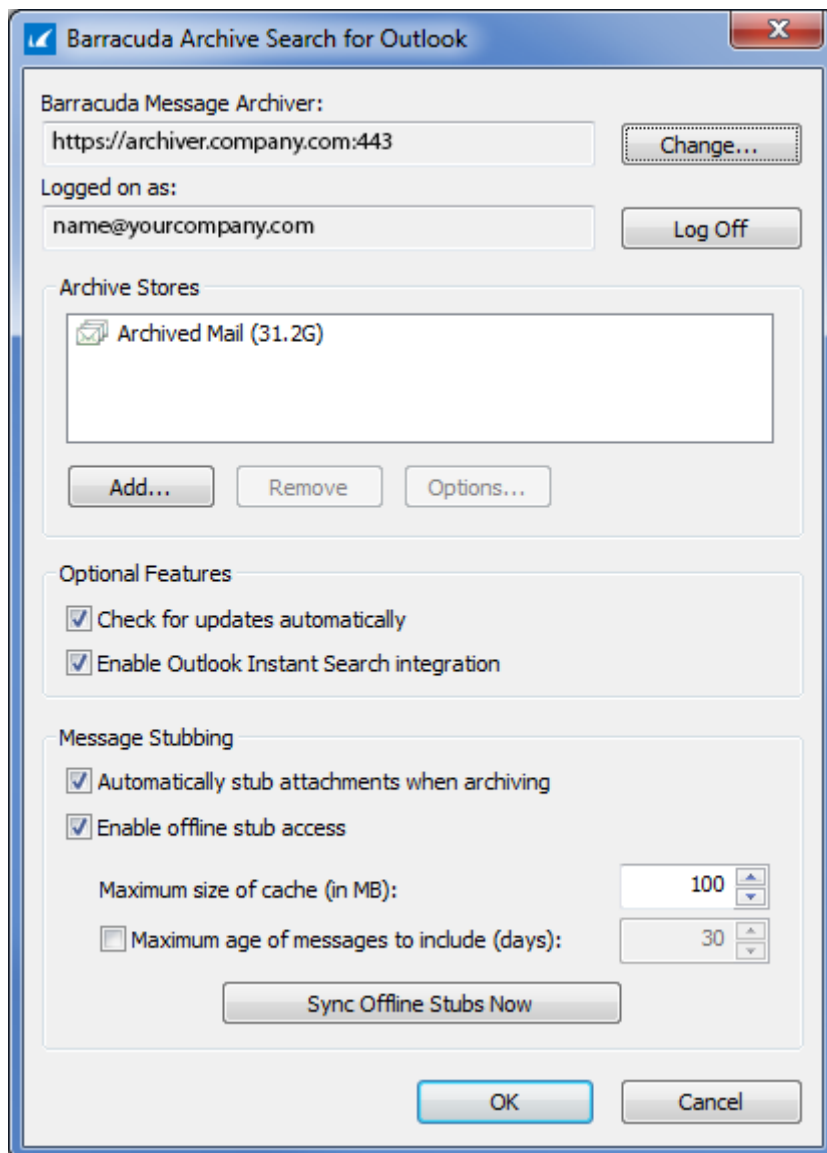 Barracuda Archive Search for Outlook
Barracuda Message Archiver:
https://archiver.company.com:443
Change...
Logged on as:
name@yourcompany.com
Log Off
Archive Stores
Archived Mail (31.2G)
Add...
Remove
Options...
Optional Features
Check for updates automatically
Enable Outlook Instant Search integration
Message Stubbing
Automatically stub attachments when archiving
Enable offline stub access
Maximum size of cache (in MB):
100
Maximum age of messages to include (days):
30
Sync Offline Stubs Now
OK
Cancel